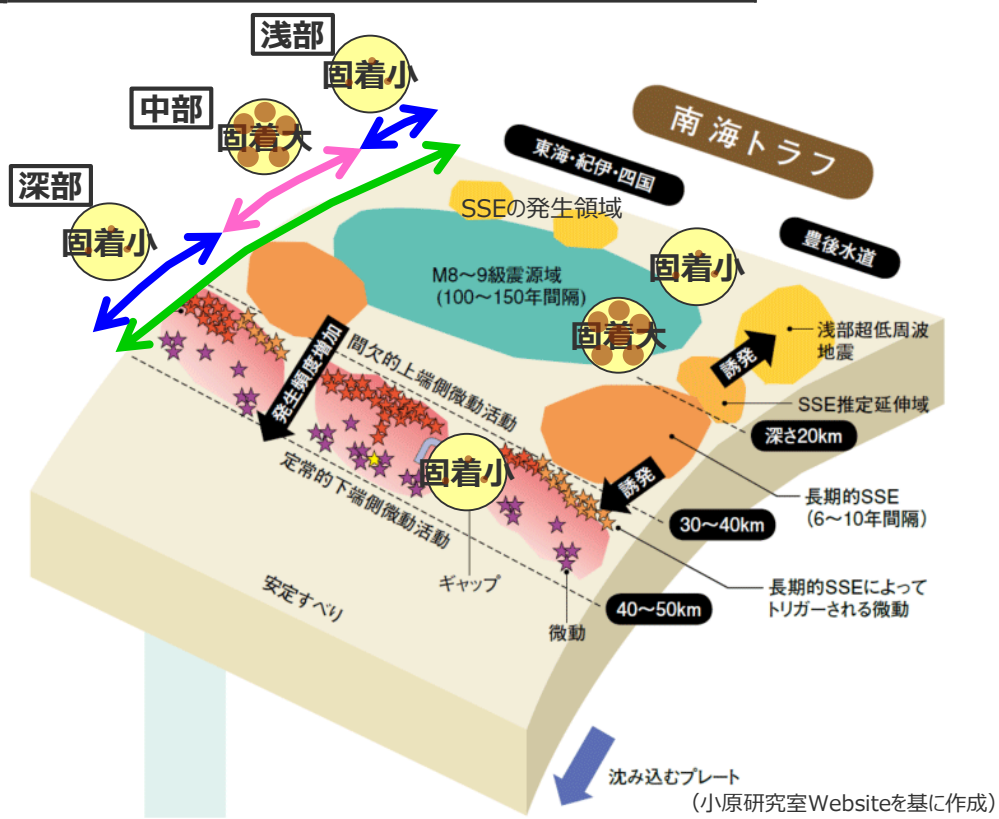 浅部
固着小
中部
固着大
深部
固着小
南海トラフ
東海・紀伊・四国
豊後水道
SSEの発生領域
固着小
M8～9級震源域
(100～150年間隔)
固着大
浅部超低周波
地震
誘発
SSE推定延伸域
深さ20km
間欠的上端側微動活動
発生頻度増加
定常的下端側微動活動
固着小
誘発
長期的SSE
(6～10年間隔)
30～40km
ギャップ
長期的SSEによって
トリガーされる微動
40～50km
微動
安定すべり
沈み込むプレート
（小原研究室Websiteを基に作成）